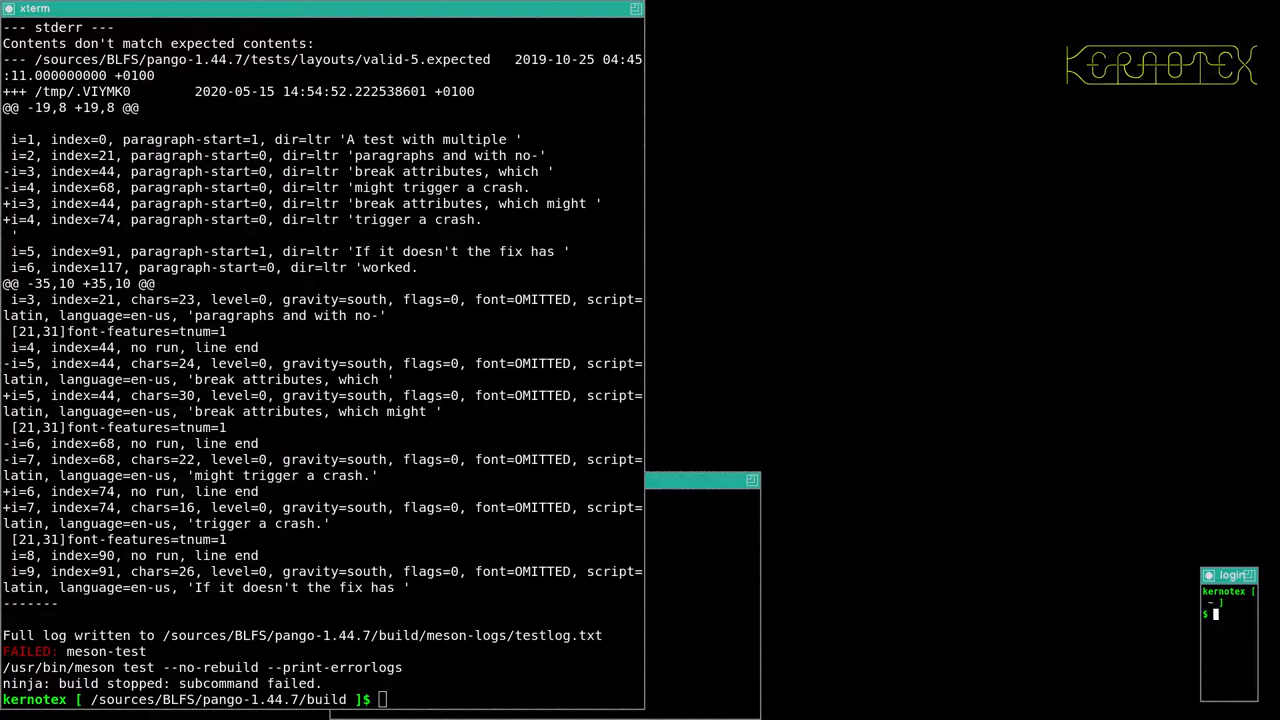 xterm
--- stderr ---
Contents don't match expected contents:
--- /sources/BLFS/pango-1.44.7/tests/layouts/valid-5.expected   2019-10-25 04:45
:11.000000000 +0100
+++ /tmp/.VIYMK0        2020-05-15 14:54:52.222538601 +0100
@@ -19,8 +19,8 @@
 i=1, index=0, paragraph-start=1, dir=ltr 'A test with multiple '
 i=2, index=21, paragraph-start=0, dir=ltr 'paragraphs and with no-'
-i=3, index=44, paragraph-start=0, dir=ltr 'break attributes, which '
-i=4, index=68, paragraph-start=0, dir=ltr 'might trigger a crash.
+i=3, index=44, paragraph-start=0, dir=ltr 'break attributes, which might '
+i=4, index=74, paragraph-start=0, dir=ltr 'trigger a crash.
 '
 i=5, index=91, paragraph-start=1, dir=ltr 'If it doesn't the fix has '
 i=6, index=117, paragraph-start=0, dir=ltr 'worked.
@@ -35,10 +35,10 @@
 i=3, index=21, chars=23, level=0, gravity=south, flags=0, font=OMITTED, script=
latin, language=en-us, 'paragraphs and with no-'
 [21,31]font-features=tnum=1
 i=4, index=44, no run, line end
-i=5, index=44, chars=24, level=0, gravity=south, flags=0, font=OMITTED, script=
latin, language=en-us, 'break attributes, which '
+i=5, index=44, chars=30, level=0, gravity=south, flags=0, font=OMITTED, script=
latin, language=en-us, 'break attributes, which might '
 [21,31]font-features=tnum=1
-i=6, index=68, no run, line end
-i=7, index=68, chars=22, level=0, gravity=south, flags=0, font=OMITTED, script=
latin, language=en-us, 'might trigger a crash.'
+i=6, index=74, no run, line end
+i=7, index=74, chars=16, level=0, gravity=south, flags=0, font=OMITTED, script=
latin, language=en-us, 'trigger a crash.'
 [21,31]font-features=tnum=1
 i=8, index=90, no run, line end
 i=9, index=91, chars=26, level=0, gravity=south, flags=0, font=OMITTED, script=
latin, language=en-us, 'If it doesn't the fix has '
-------
Full log written to /sources/BLFS/pango-1.44.7/build/meson-logs/testlog.txt
FAILED: meson-test
/usr/bin/meson test --no-rebuild --print-errorlogs
ninja: build stopped: subcommand failed.
kernotex [ /sources/BLFS/pango-1.44.7/build ]$
KERNOTEX
login
kernotex [
 ~ ]
$